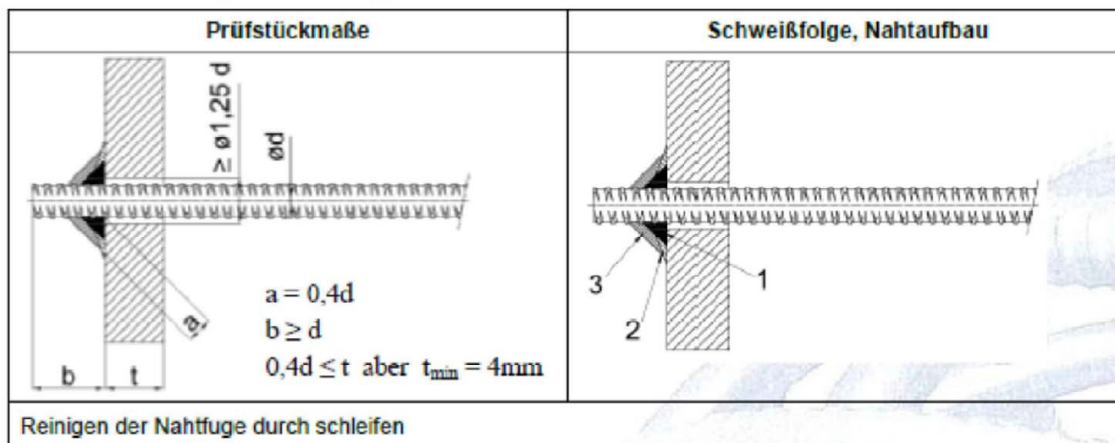 Prüfstückmaße
Schweißfolge, Nahtaufbau
≥ ø1,25 d
ød
a
b
t
a = 0,4d
b ≥ d
0,4d ≤ t aber tmin = 4mm
1
2
3
Reinigen der Nahtfuge durch schleifen